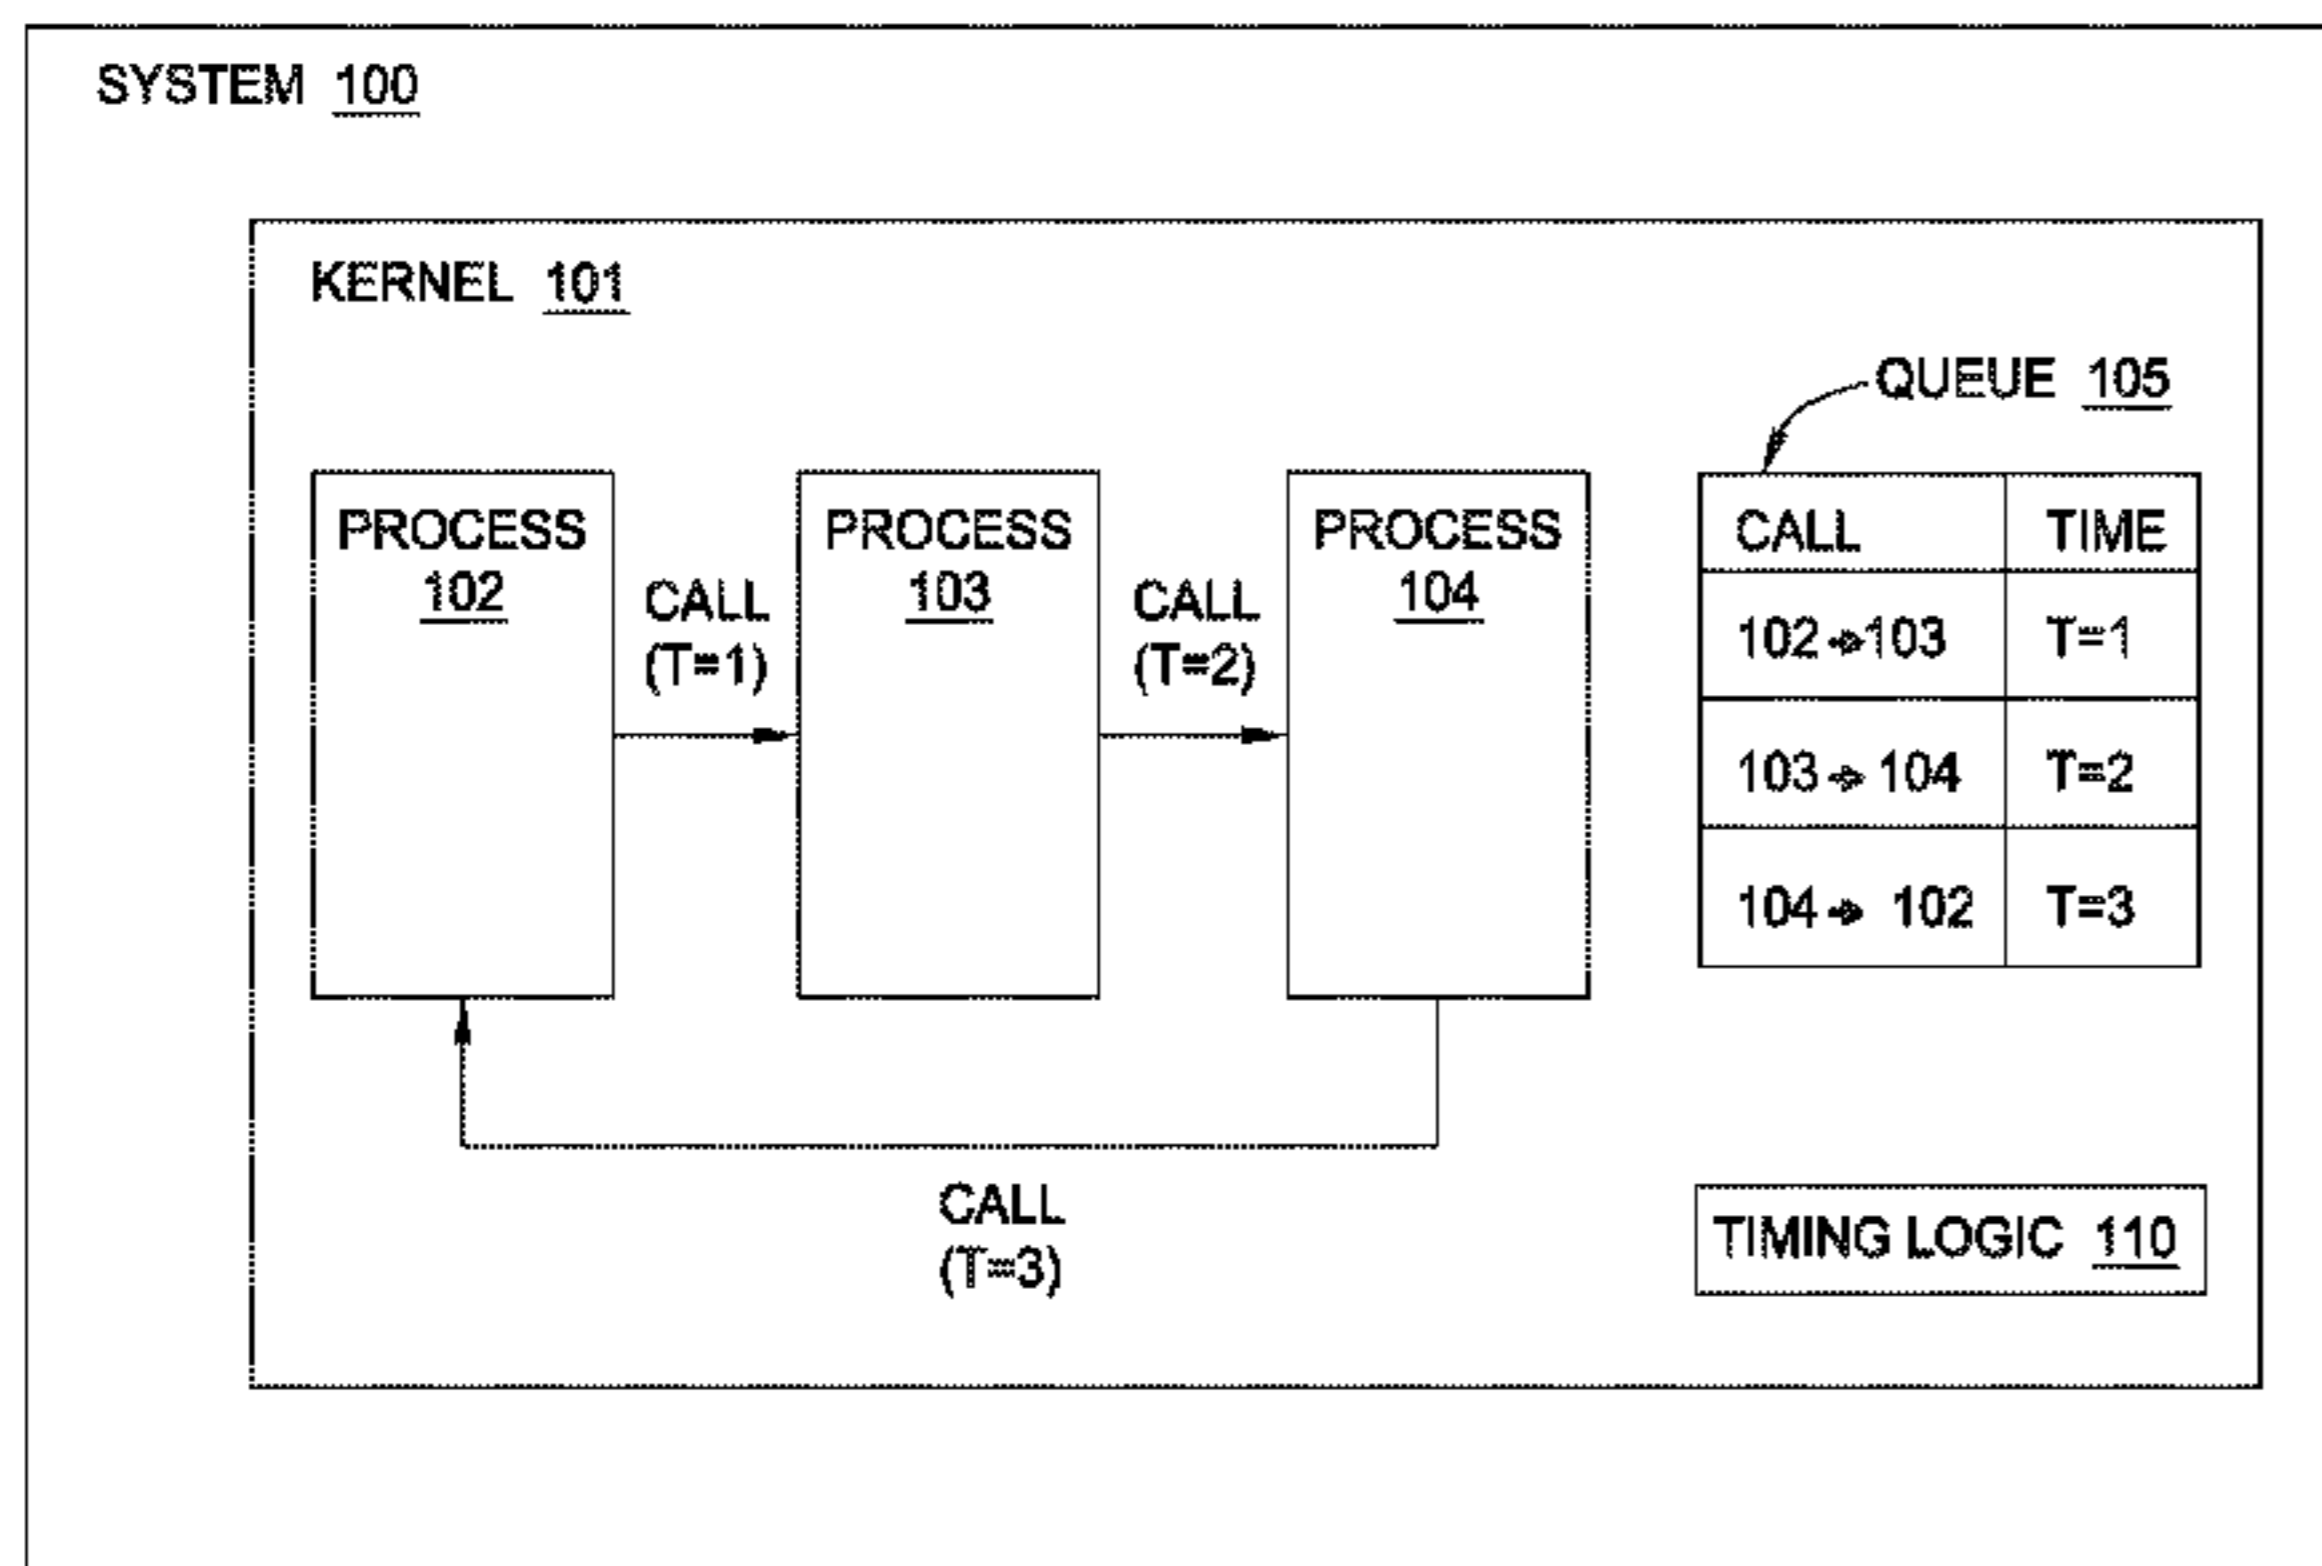 SYSTEM 100
KERNEL 101
QUEUE 105
PROCESS
102
CALL
(T=1)
PROCESS
103
CALL
(T=2)
PROCESS
104
CALL TIME
102→103 T=1
103→104 T=2
104→ 102 T=3
CALL
(T=3)
TIMING LOGIC 110